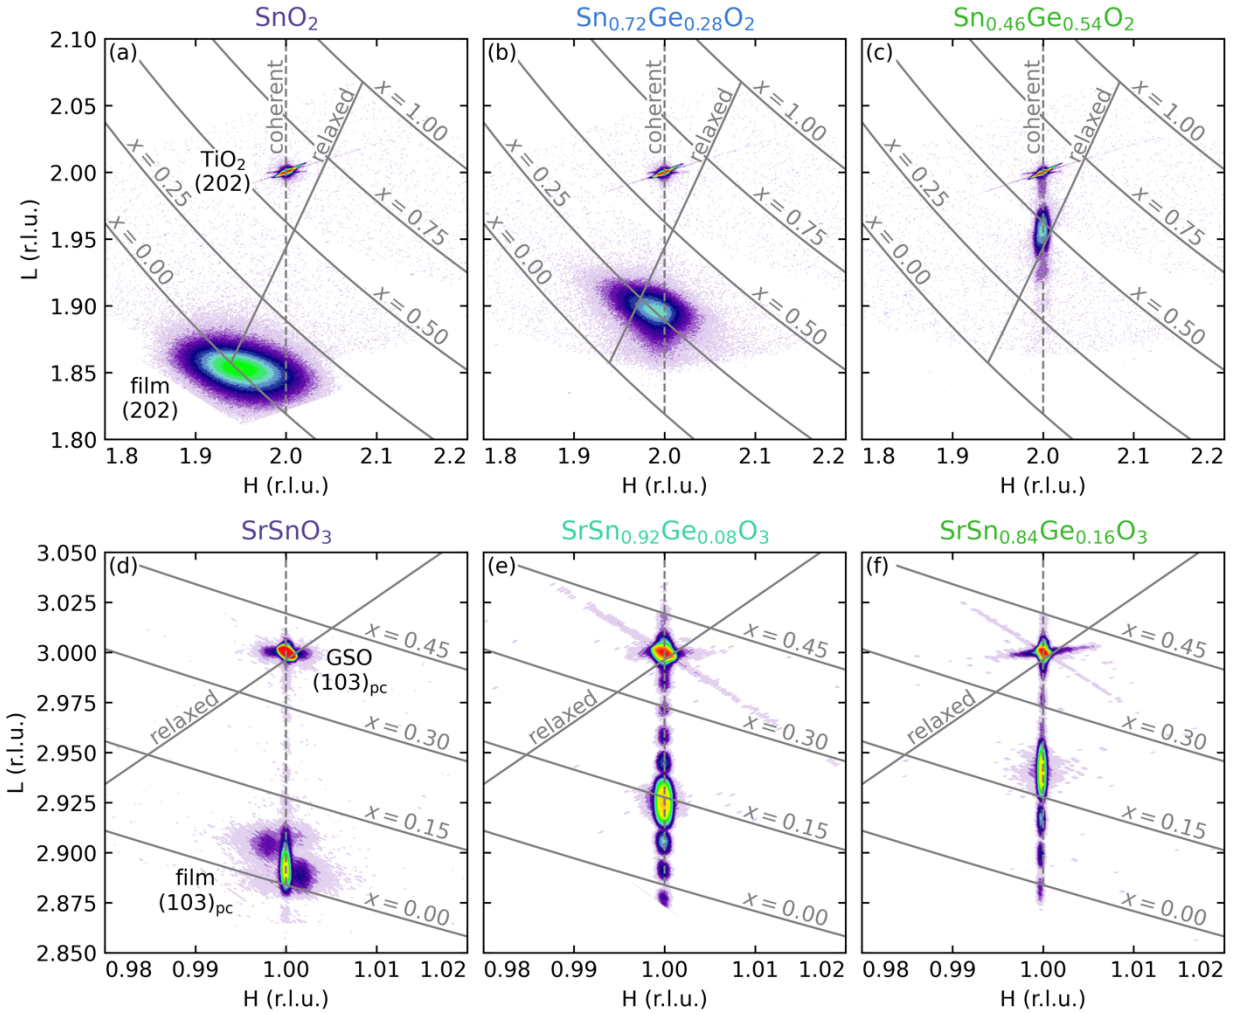 SnO₂
Sn₀.₇₂Ge₀.₂₈O₂
Sn₀.₄₆Ge₀.₅₄O₂
L (r.l.u.)
2.10
2.05
2.00
1.95
1.90
1.85
1.80
(a)
coherent
relaxed
x = 1.00
TiO₂
(202)
x = 0.25
x = 0.75
x = 0.00
x = 0.50
film
(202)
1.8 1.9 2.0 2.1 2.2
H (r.l.u.)
(b)
coherent
relaxed
x = 1.00
x = 0.25
x = 0.75
x = 0.00
x = 0.50
1.8 1.9 2.0 2.1 2.2
H (r.l.u.)
(c)
coherent
relaxed
x = 1.00
x = 0.25
x = 0.75
x = 0.00
x = 0.50
1.8 1.9 2.0 2.1 2.2
H (r.l.u.)
SrSnO₃
SrSn₀.₉₂Ge₀.₀₈O₃
SrSn₀.₈₄Ge₀.₁₆O₃
L (r.l.u.)
3.050
3.025
3.000
2.975
2.950
2.925
2.900
2.875
2.850
(d)
x = 0.45
GSO
(103)pc
relaxed
x = 0.30
x = 0.15
film
(103)pc
x = 0.00
0.98 0.99 1.00 1.01 1.02
H (r.l.u.)
(e)
x = 0.45
relaxed
x = 0.30
x = 0.15
x = 0.00
0.98 0.99 1.00 1.01 1.02
H (r.l.u.)
(f)
x = 0.45
relaxed
x = 0.30
x = 0.15
x = 0.00
0.98 0.99 1.00 1.01 1.02
H (r.l.u.)